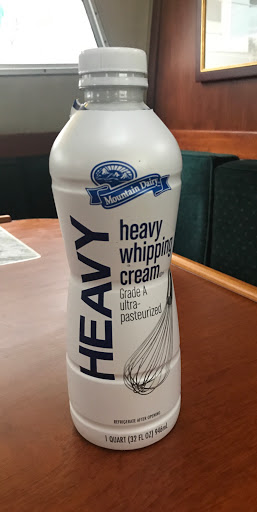 Mountain Dairy
HEAVY
heavy
whipping
cream
Grade A
ultra-
pasteurized
REFRIGERATE AFTER OPENING
1 QUART (32 FL OZ) 946mL